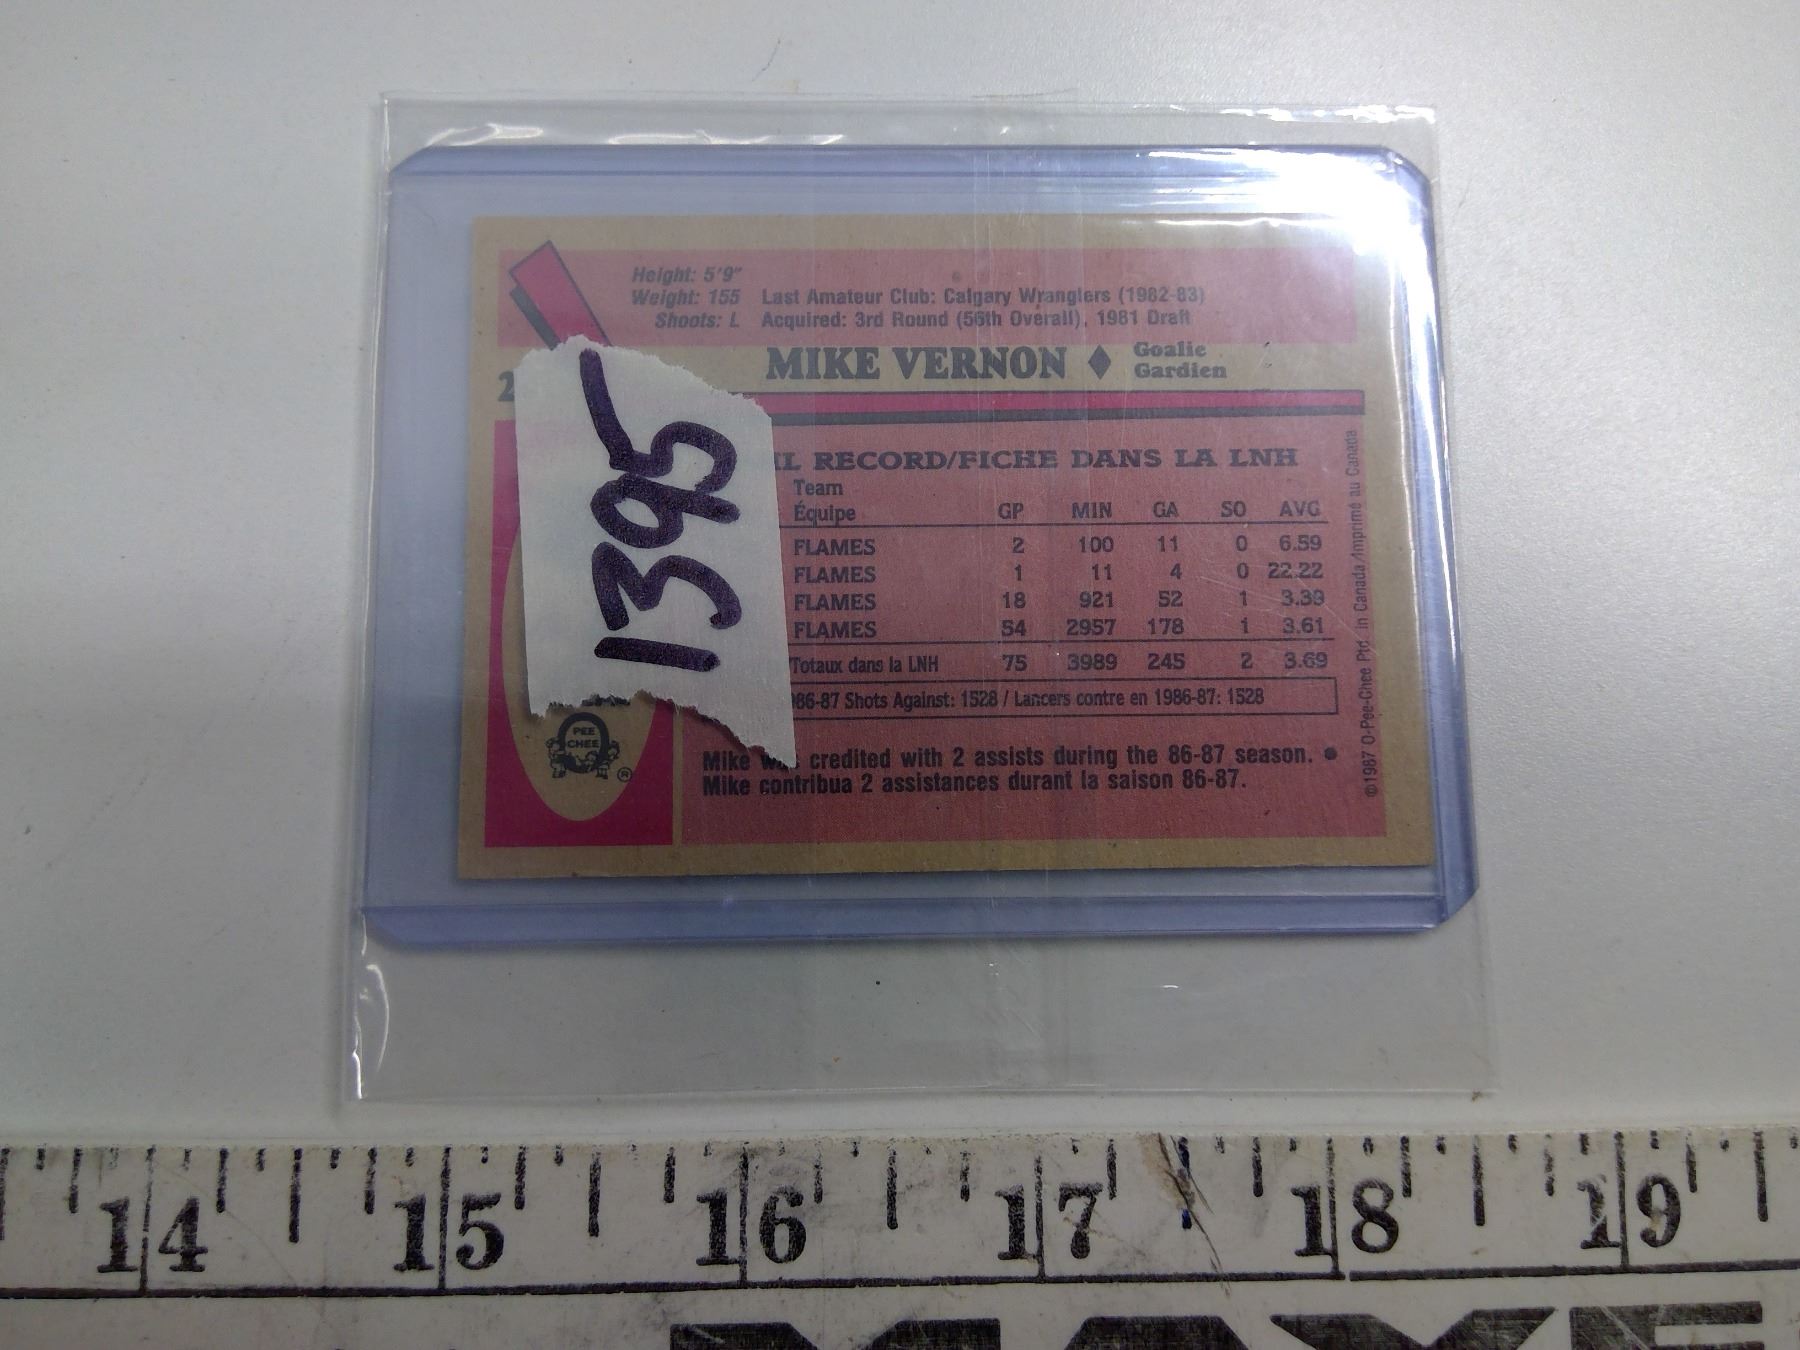 Height: 5'9"
Weight: 155 Last Amateur Club: Calgary Wranglers (1982-83)
Shoots: L Acquired: 3rd Round (56th Overall), 1981 Draft
MIKE VERNON ♦ Goalie
Gardien
2
1395
RECORD/FICHE DANS LA LNH
Team
Équipe GP MIN GA SO AVG
FLAMES 2 100 11 0 6.59
FLAMES 1 11 4 0 22.22
FLAMES 18 921 52 1 3.39
FLAMES 54 2957 178 1 3.61
/Totaux dans la LNH 75 3989 245 2 3.69
86-87 Shots Against: 1528 / Lancers contre en 1986-87: 1528
Mike was credited with 2 assists during the 86-87 season. •
Mike contribua 2 assistances durant la saison 86-87.
O
PEE
CHEE
®
©1987 O-Pee-Chee Ptd. in Canada/Imprimé au Canada
14 15 16 17 18 19